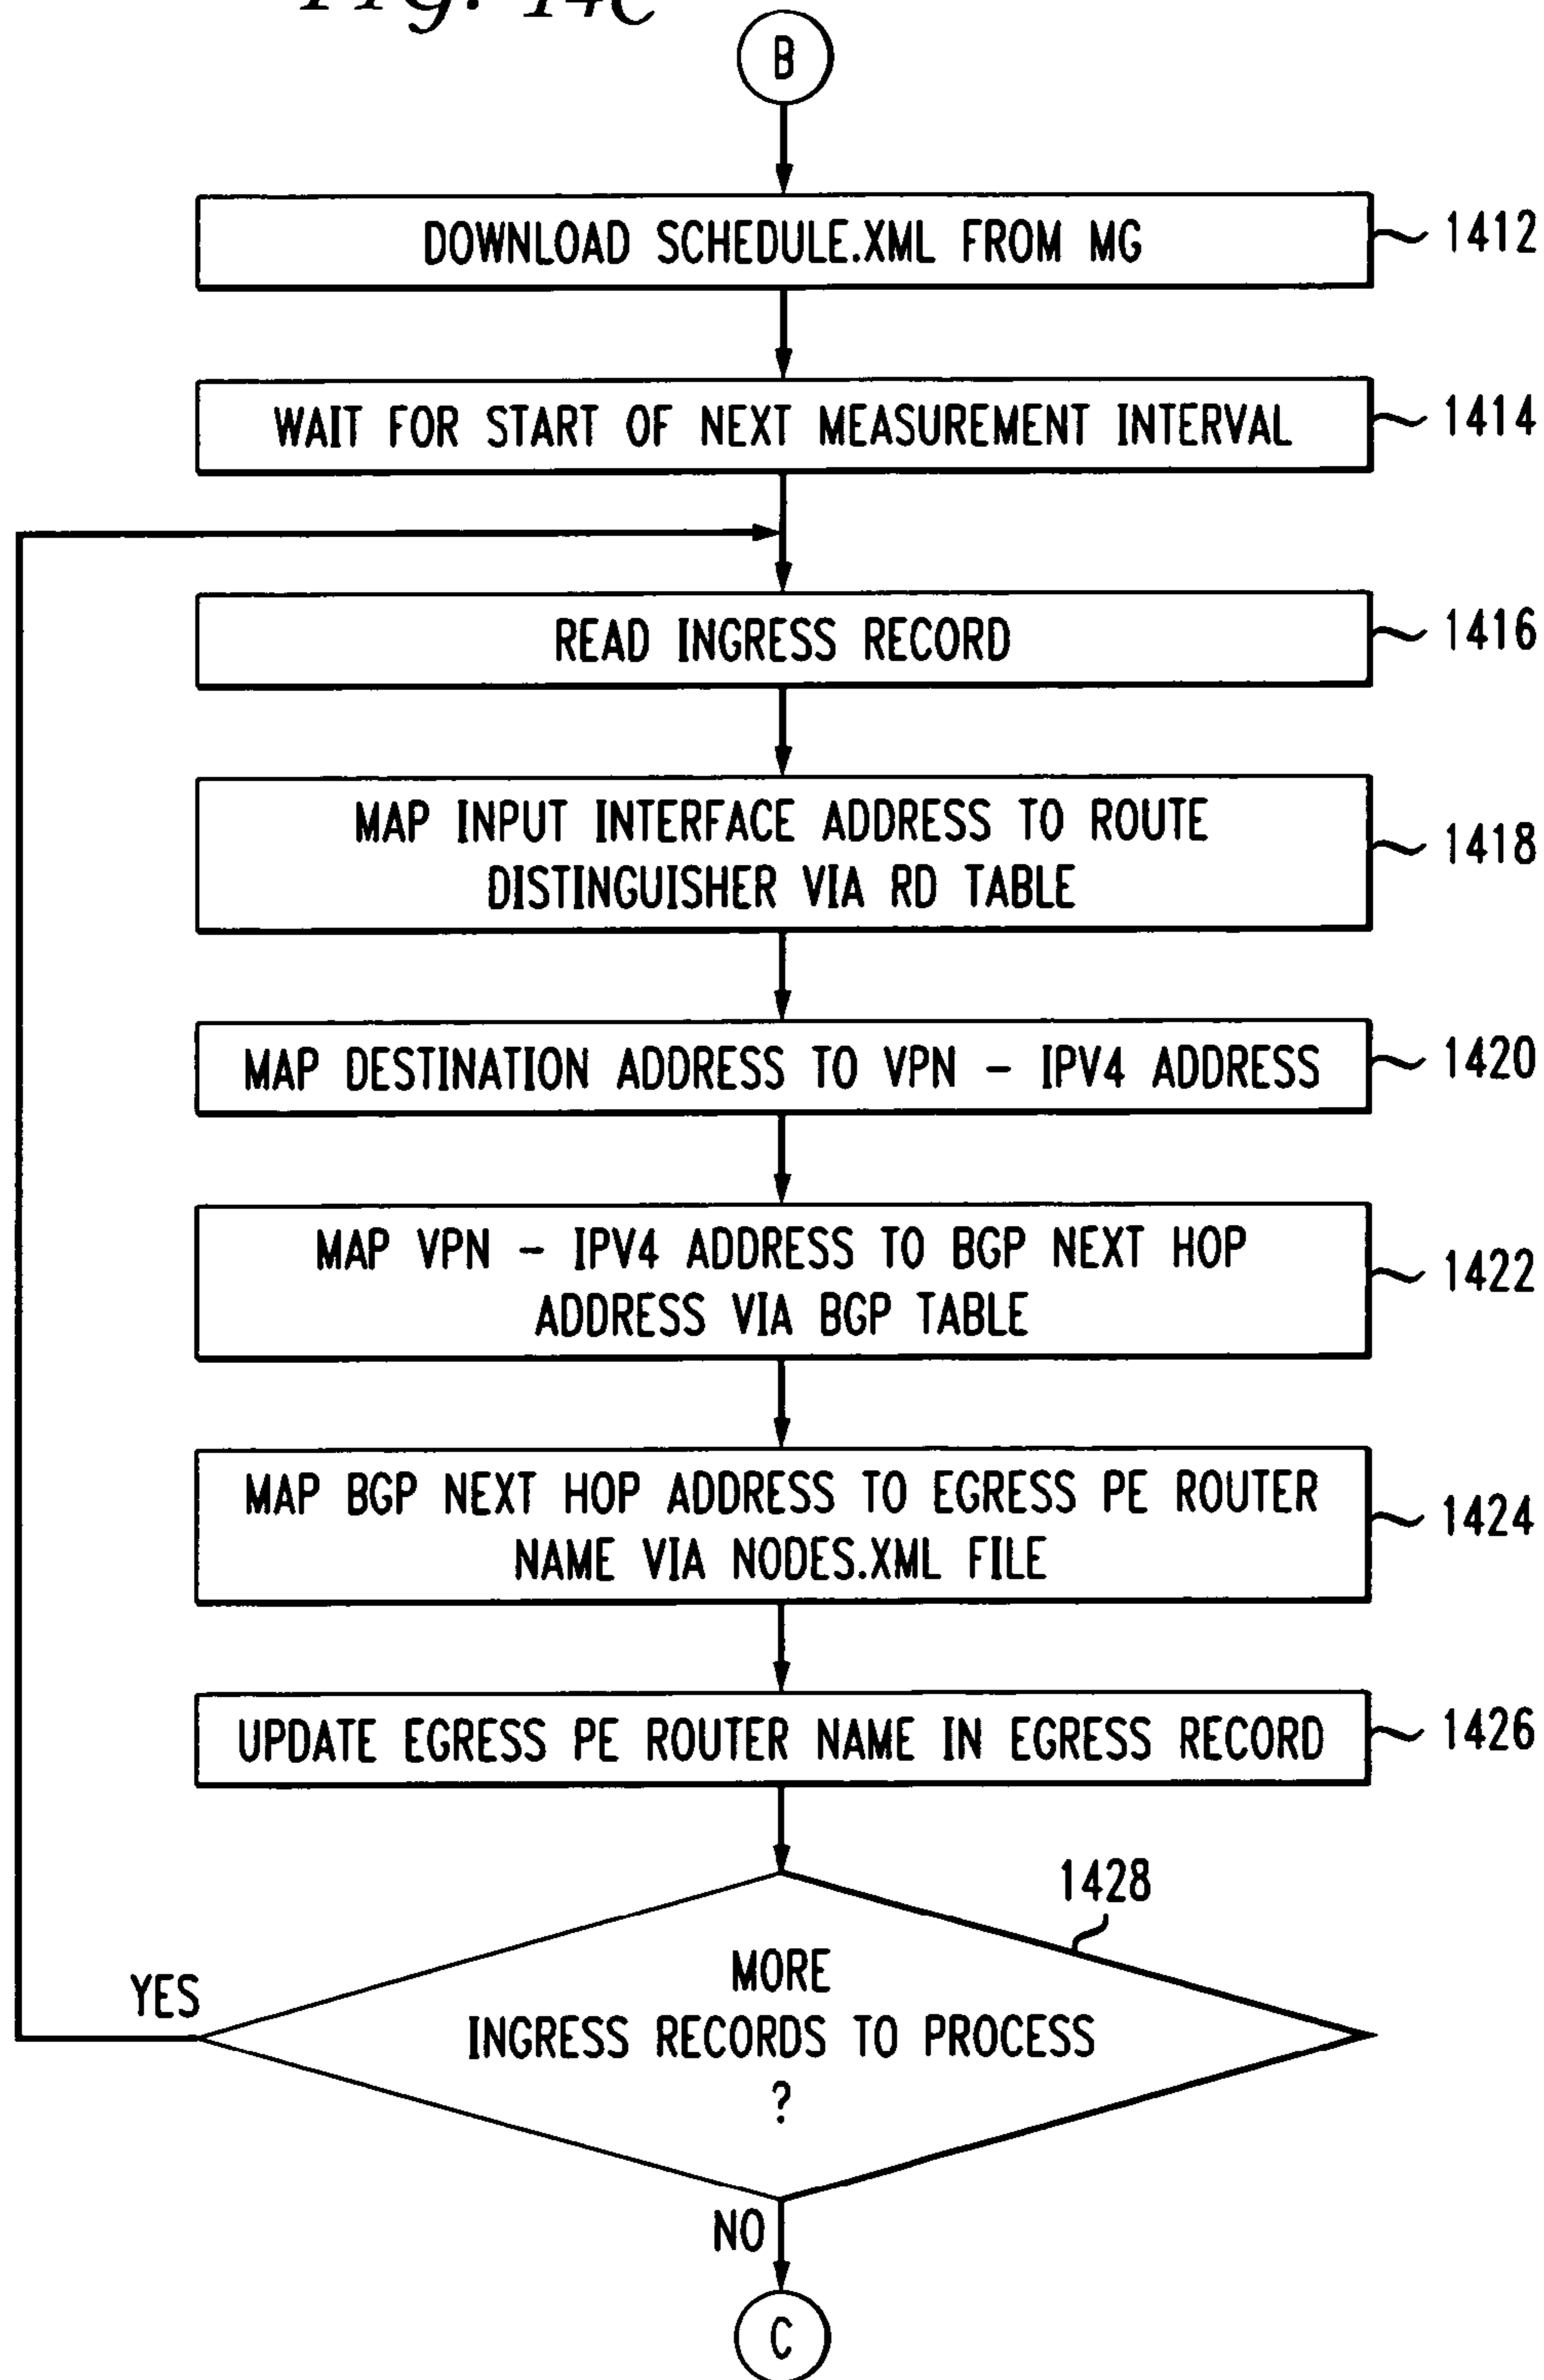 Fig. 14C
B
DOWNLOAD SCHEDULE.XML FROM MG
1412
WAIT FOR START OF NEXT MEASUREMENT INTERVAL
1414
READ INGRESS RECORD
1416
MAP INPUT INTERFACE ADDRESS TO ROUTE
DISTINGUISHER VIA RD TABLE
1418
MAP DESTINATION ADDRESS TO VPN - IPV4 ADDRESS
1420
MAP VPN - IPV4 ADDRESS TO BGP NEXT HOP
ADDRESS VIA BGP TABLE
1422
MAP BGP NEXT HOP ADDRESS TO EGRESS PE ROUTER
NAME VIA NODES.XML FILE
1424
UPDATE EGRESS PE ROUTER NAME IN EGRESS RECORD
1426
1428
MORE
INGRESS RECORDS TO PROCESS
?
YES
NO
C